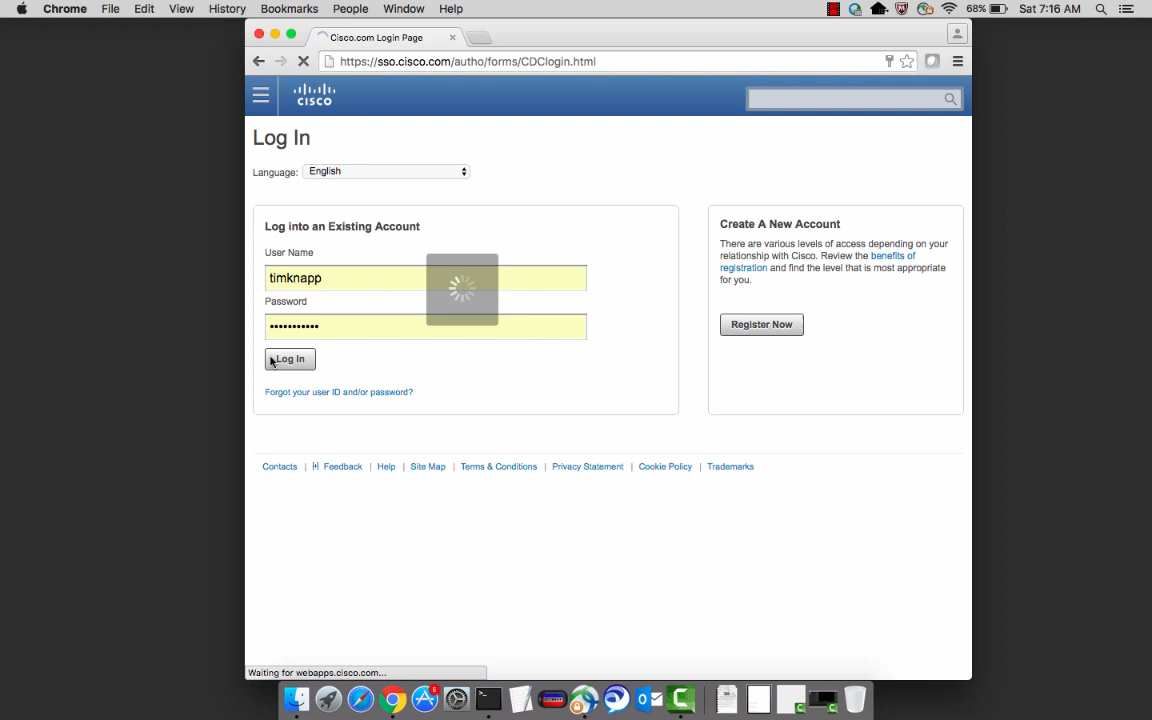 Chrome File Edit View History Bookmarks People Window Help 68% Sat 7:16 AM
Cisco.com Login Page
https://sso.cisco.com/autho/forms/CDClogin.html
CISCO
Log In
Language: English
Log into an Existing Account
User Name
timknapp
Password
•••••••••••
Log In
Forgot your user ID and/or password?
Create A New Account
There are various levels of access depending on your
relationship with Cisco. Review the benefits of
registration and find the level that is most appropriate
for you.
Register Now
Contacts | Feedback | Help | Site Map | Terms & Conditions | Privacy Statement | Cookie Policy | Trademarks
Waiting for webapps.cisco.com...